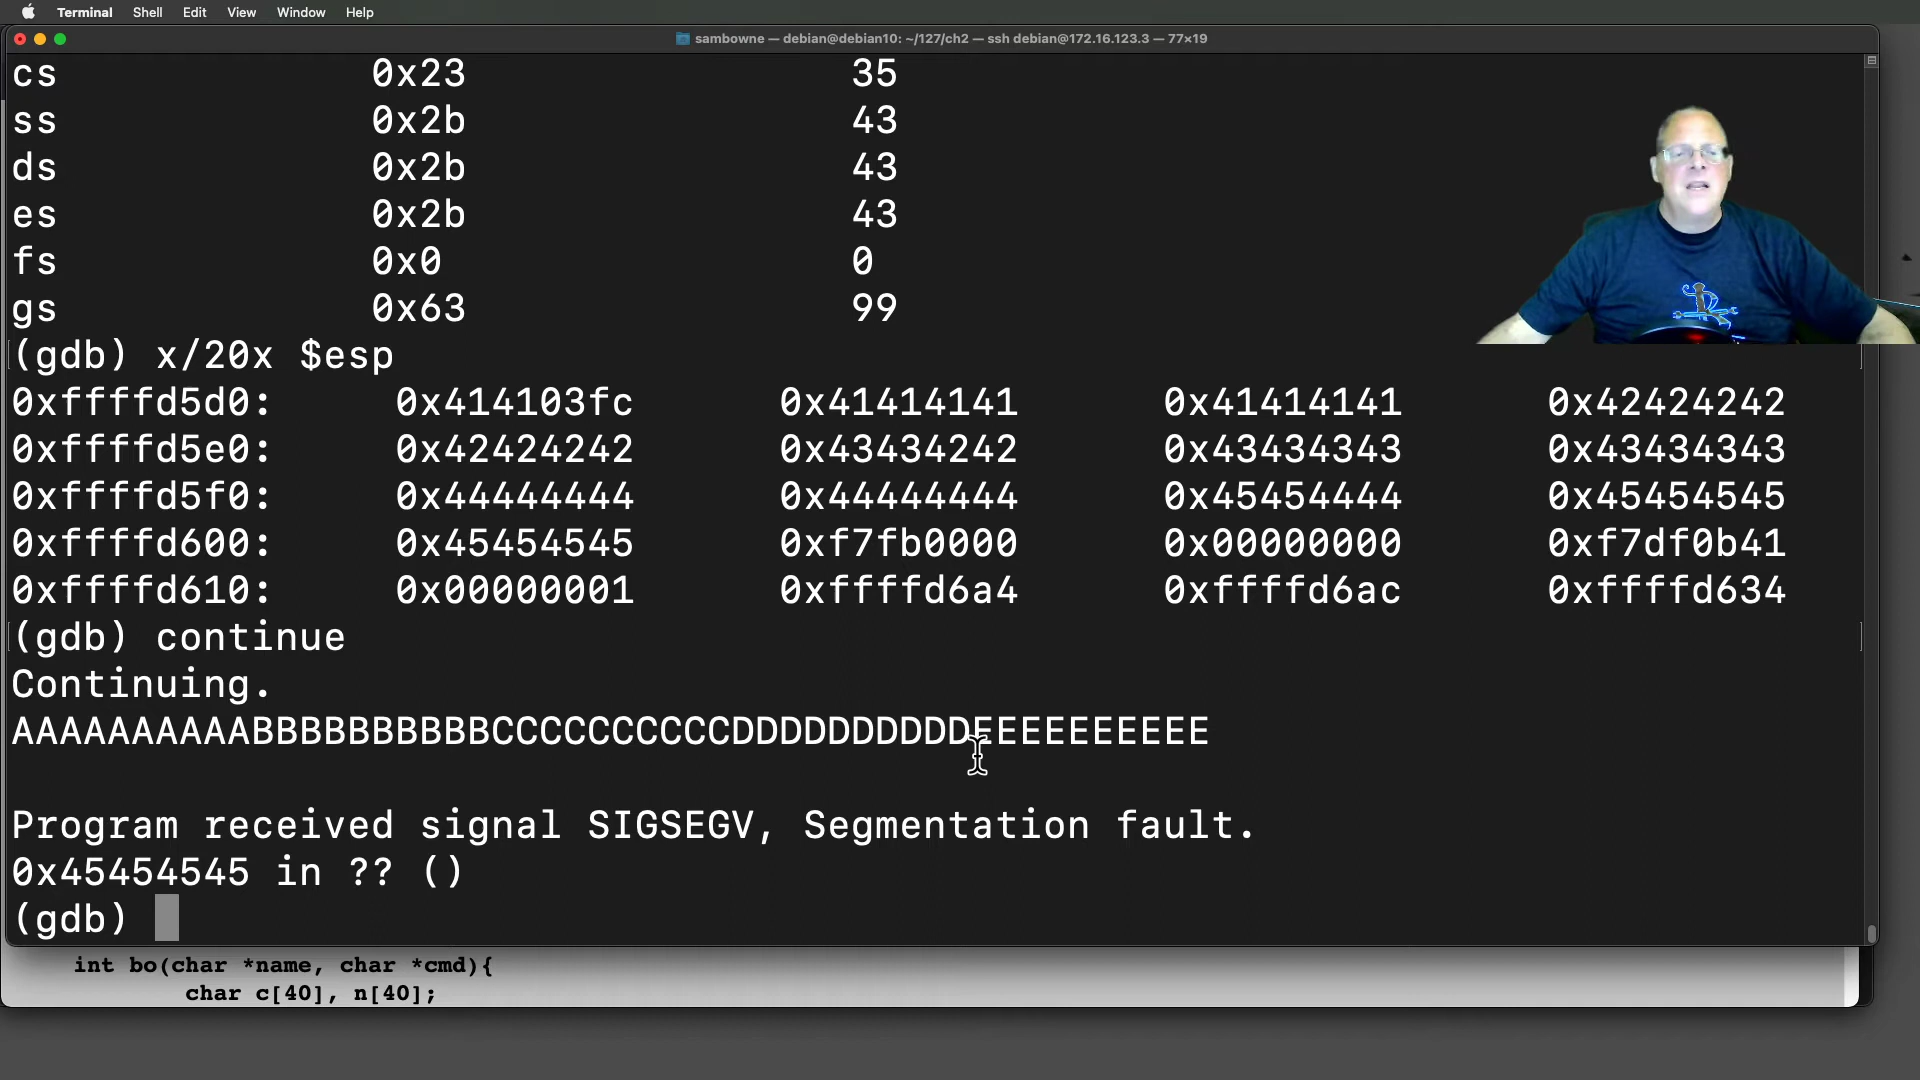 Terminal Shell Edit View Window Help
sambowne — debian@debian10: ~/127/ch2 — ssh debian@172.16.123.3 — 77×19
cs 0x23 35
ss 0x2b 43
ds 0x2b 43
es 0x2b 43
fs 0x0 0
gs 0x63 99
(gdb) x/20x $esp
0xffffd5d0: 0x414103fc 0x41414141 0x41414141 0x42424242
0xffffd5e0: 0x42424242 0x43434242 0x43434343 0x43434343
0xffffd5f0: 0x44444444 0x44444444 0x45454444 0x45454545
0xffffd600: 0x45454545 0xf7fb0000 0x00000000 0xf7df0b41
0xffffd610: 0x00000001 0xffffd6a4 0xffffd6ac 0xffffd634
(gdb) continue
Continuing.
AAAAAAAAAABBBBBBBBBBCCCCCCCCCCDDDDDDDDDDEEEEEEEEEE
Program received signal SIGSEGV, Segmentation fault.
0x45454545 in ?? ()
(gdb)
int bo(char *name, char *cmd){
char c[40], n[40];